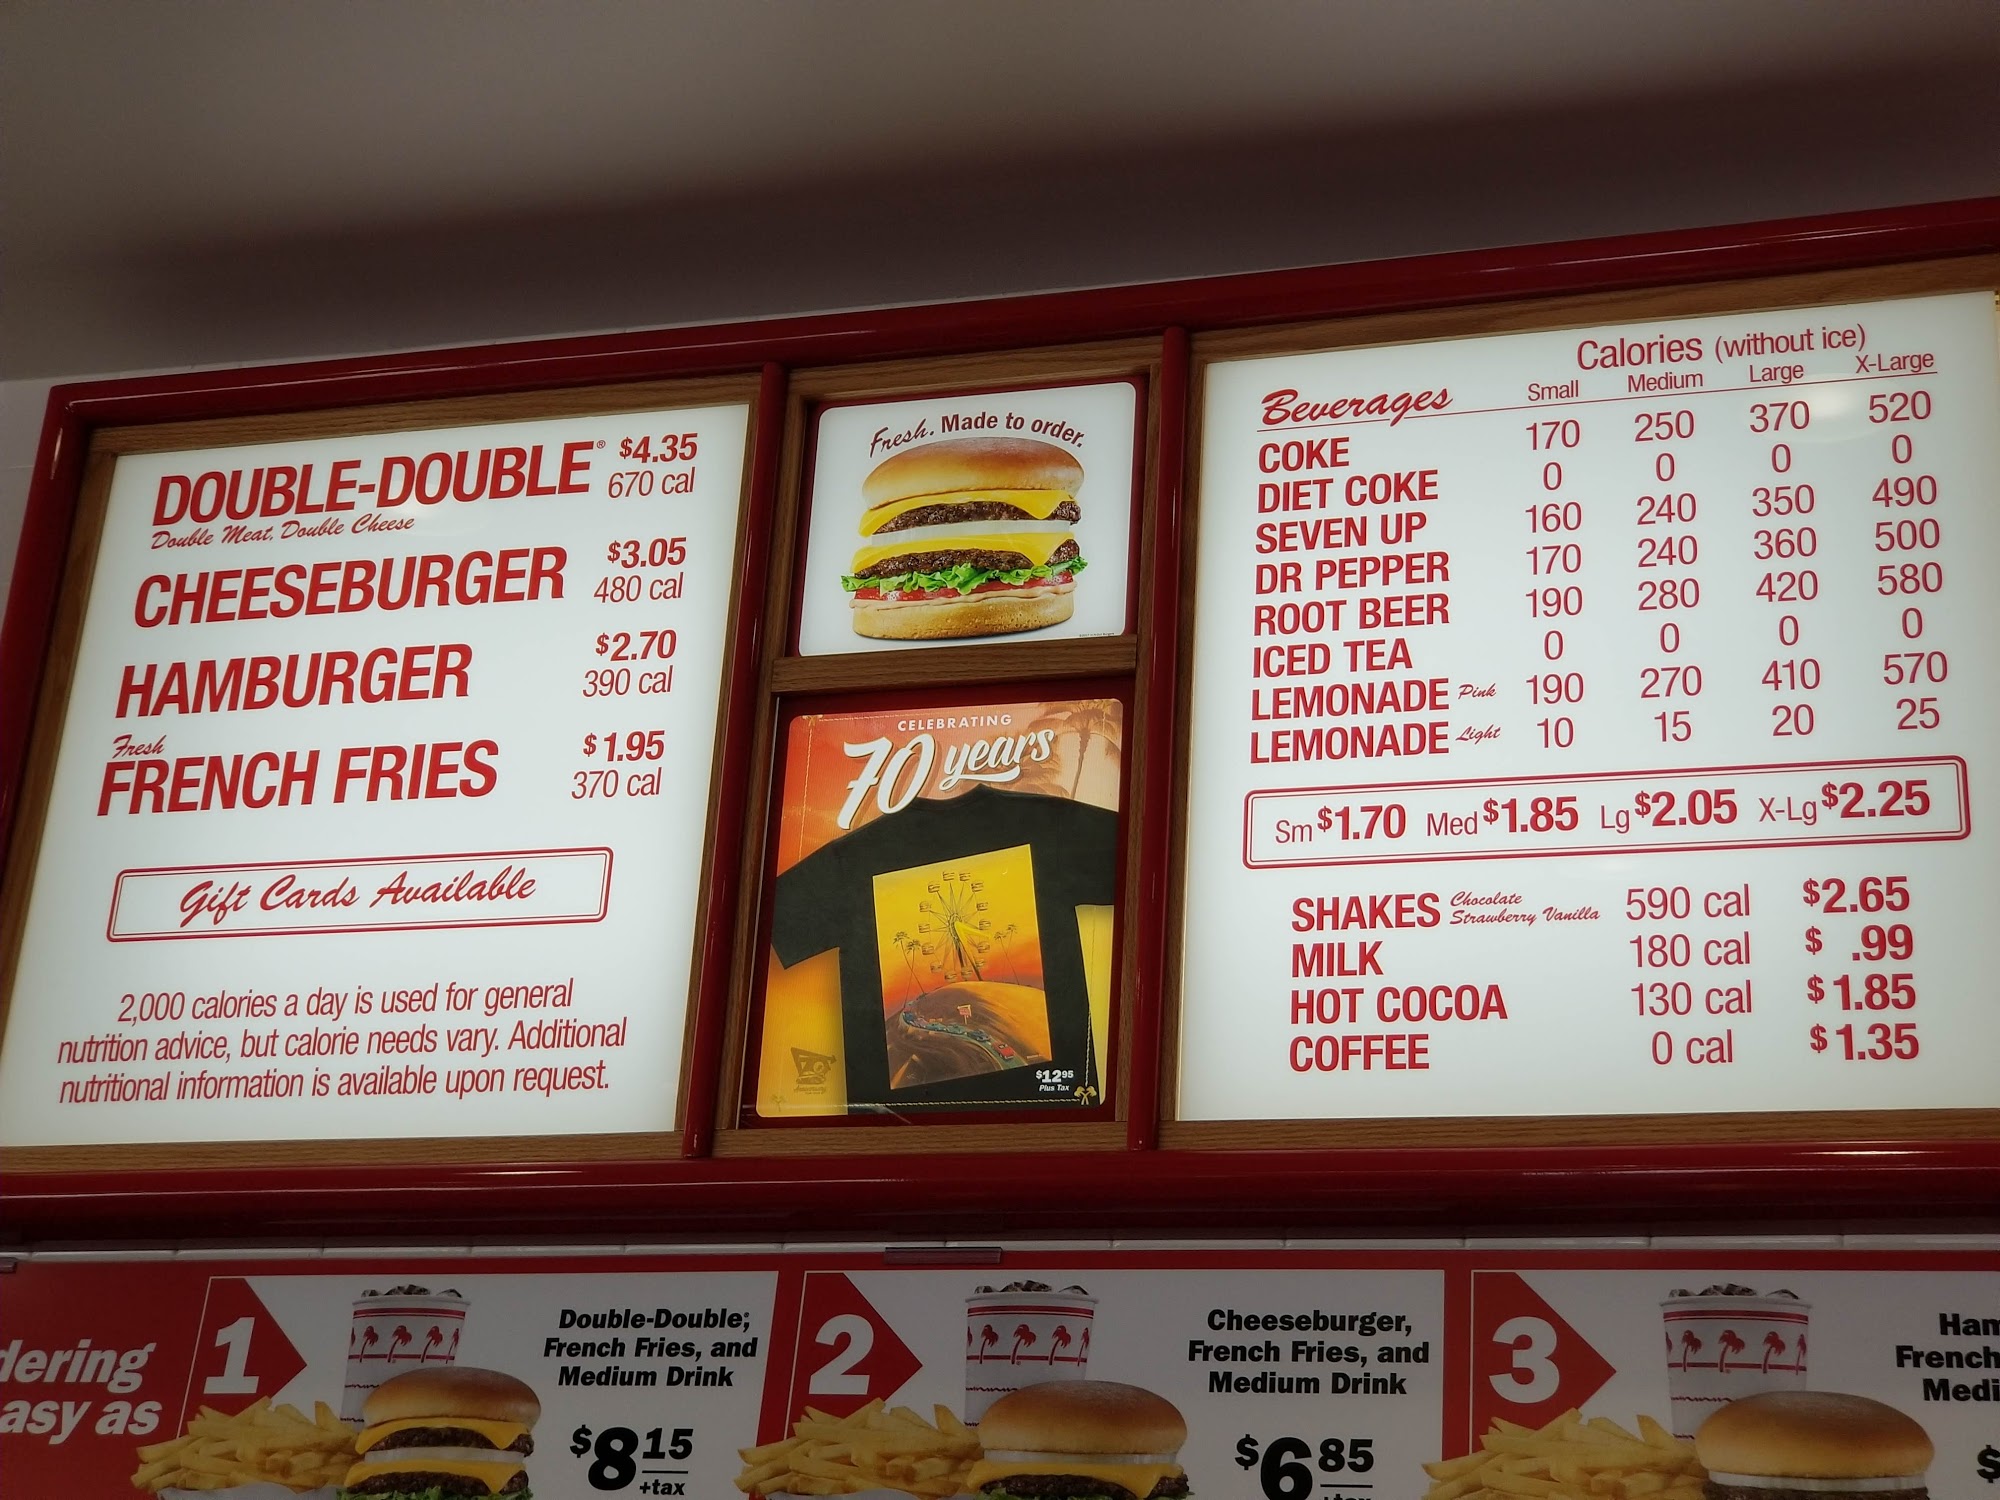 DOUBLE-DOUBLE® $4.35
670 cal
Double Meat, Double Cheese
CHEESEBURGER $3.05
480 cal
HAMBURGER $2.70
390 cal
Fresh
FRENCH FRIES $1.95
370 cal
Gift Cards Available
2,000 calories a day is used for general
nutrition advice, but calorie needs vary. Additional
nutritional information is available upon request.
Fresh. Made to order.
CELEBRATING
70 years
$12.95
Plus Tax
Calories (without ice)
Beverages Small Medium Large X-Large
COKE 170 250 370 520
DIET COKE 0 0 0 0
SEVEN UP 160 240 350 490
DR PEPPER 170 240 360 500
ROOT BEER 190 280 420 580
ICED TEA 0 0 0 0
LEMONADE Pink 190 270 410 570
LEMONADE Light 10 15 20 25
Sm $1.70 Med $1.85 Lg $2.05 X-Lg $2.25
SHAKES Chocolate Strawberry Vanilla 590 cal $2.65
MILK 180 cal $ .99
HOT COCOA 130 cal $1.85
COFFEE 0 cal $1.35
dering
asy as
1
Double-Double®,
French Fries, and
Medium Drink
$8.15
+tax
2
Cheeseburger,
French Fries, and
Medium Drink
$6.85
+tax
3
Ham
French
Medi
$